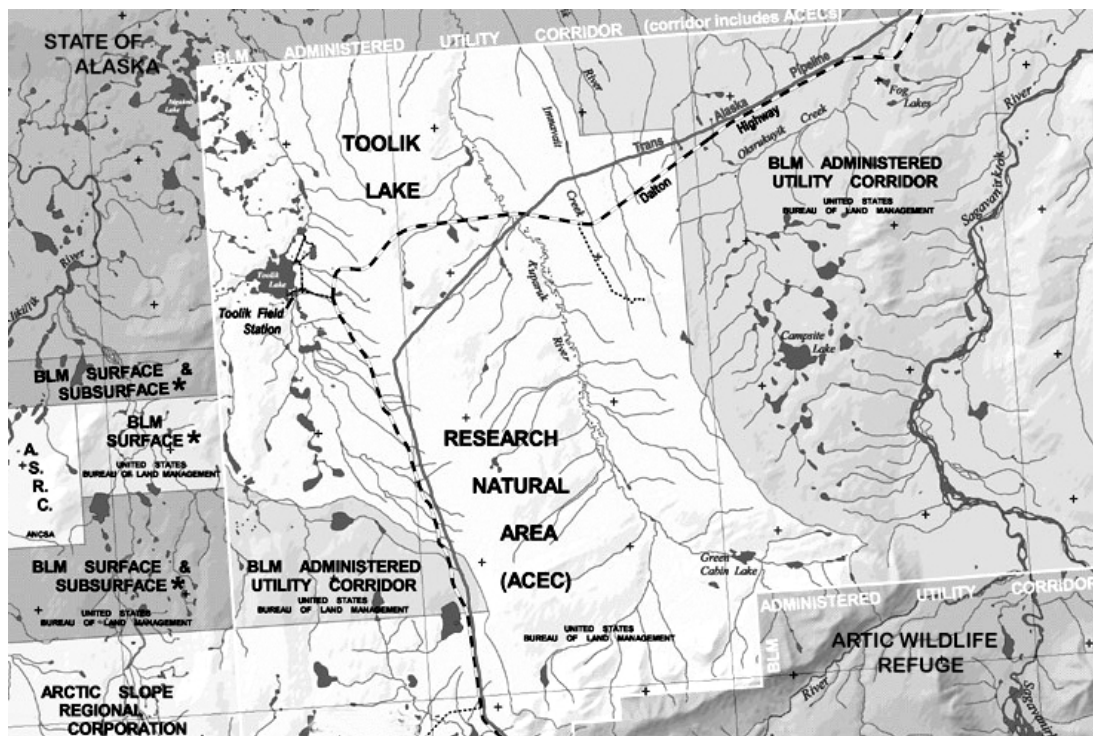 BLM ADMINISTERED UTILITY CORRIDOR (corridor includes ACECs)
STATE OF
ALASKA
River
Pipeline
Alaska
Trans
Highway
Dalton
Fog
Lakes
River
Creek
TOOLIK
LAKE
Creek
BLM ADMINISTERED
UTILITY CORRIDOR
UNITED STATES
BUREAU OF LAND MANAGEMENT
River
Toolik
Lake
Toolik Field
Station
Kuparuk
River
Campsite
Lake
BLM SURFACE &
SUBSURFACE*
BLM
SURFACE*
UNITED STATES
BUREAU OF LAND MANAGEMENT
A.
S.
R.
C.
ANCSA
RESEARCH
NATURAL
AREA
(ACEC)
BLM SURFACE &
SUBSURFACE*
UNITED STATES
BUREAU OF LAND MANAGEMENT
BLM ADMINISTERED
UTILITY CORRIDOR
UNITED STATES
BUREAU OF LAND MANAGEMENT
Green
Cabin Lake
BLM ADMINISTERED UTILITY CORRIDOR
UNITED STATES
BUREAU OF LAND MANAGEMENT
ARTIC WILDLIFE
REFUGE
River
ARCTIC SLOPE
REGIONAL
CORPORATION